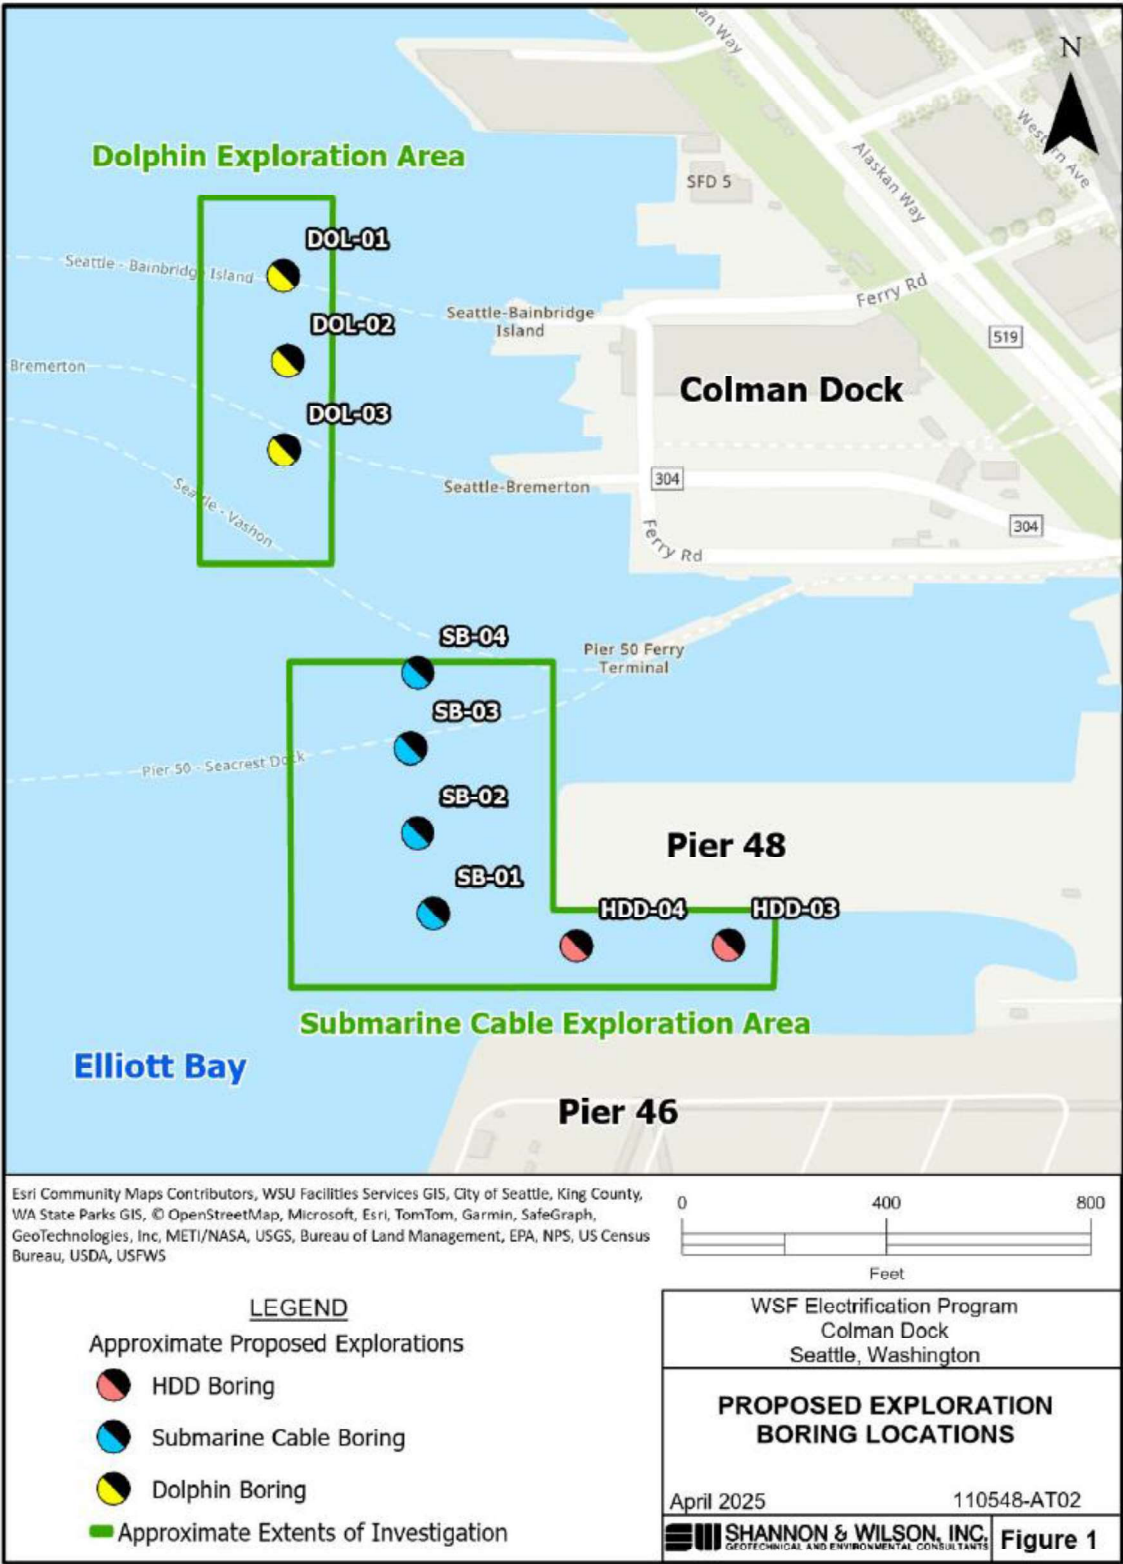 N
kan Way
Western Ave
Alaskan Way
Dolphin Exploration Area
SFD 5
DOL-01
Seattle - Bainbridge Island
Ferry Rd
Seattle-Bainbridge
Island
DOL-02
519
Bremerton
Colman Dock
DOL-03
304
Seattle-Bremerton
Seattle - Vashon
304
Ferry Rd
SB-04
Pier 50 Ferry
Terminal
SB-03
Pier 50 - Seacrest Dock
SB-02
Pier 48
SB-01
HDD-04
HDD-03
Submarine Cable Exploration Area
Elliott Bay
Pier 46
Esri Community Maps Contributors, WSU Facilities Services GIS, City of Seattle, King County,
WA State Parks GIS, © OpenStreetMap, Microsoft, Esri, TomTom, Garmin, SafeGraph,
GeoTechnologies, Inc, METI/NASA, USGS, Bureau of Land Management, EPA, NPS, US Census
Bureau, USDA, USFWS
0 400 800
Feet
LEGEND
Approximate Proposed Explorations
HDD Boring
Submarine Cable Boring
Dolphin Boring
Approximate Extents of Investigation
WSF Electrification Program
Colman Dock
Seattle, Washington
PROPOSED EXPLORATION
BORING LOCATIONS
April 2025 110548-AT02
SHANNON & WILSON, INC.
GEOTECHNICAL AND ENVIRONMENTAL CONSULTANTS
Figure 1